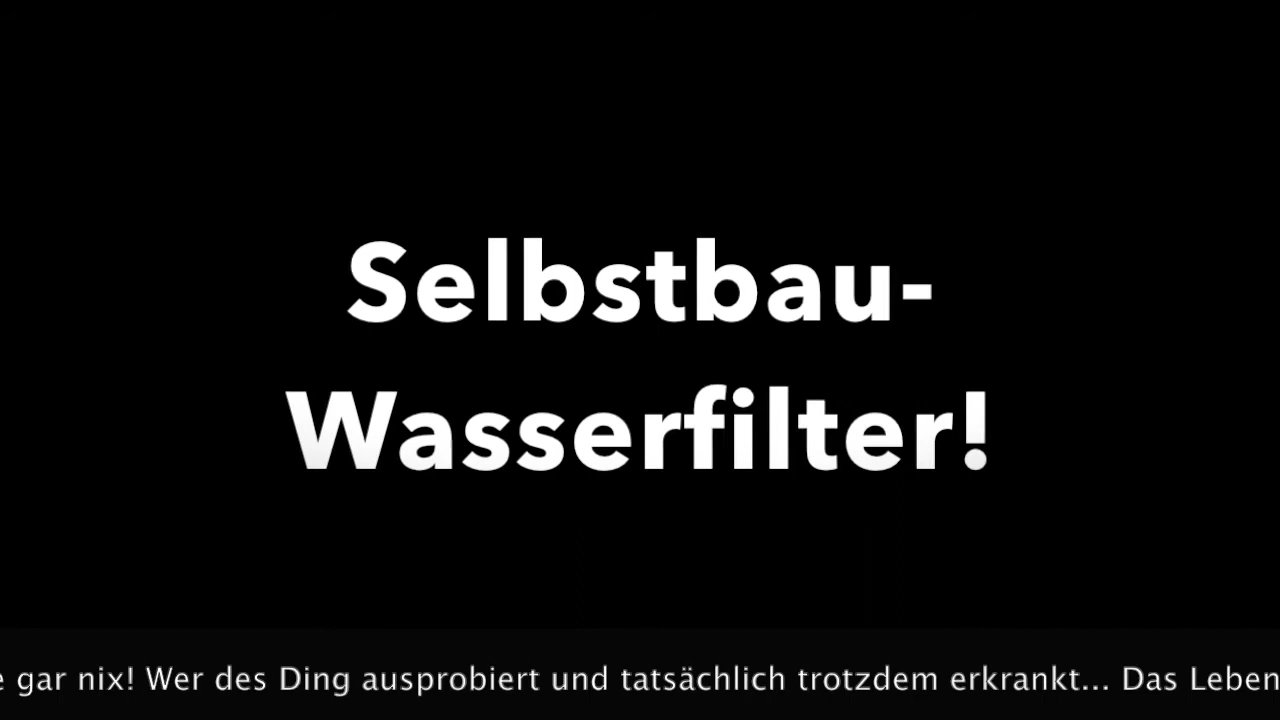 Selbstbau-
Wasserfilter!
gar nix! Wer des Ding ausprobiert und tatsächlich trotzdem erkrankt... Das Leben